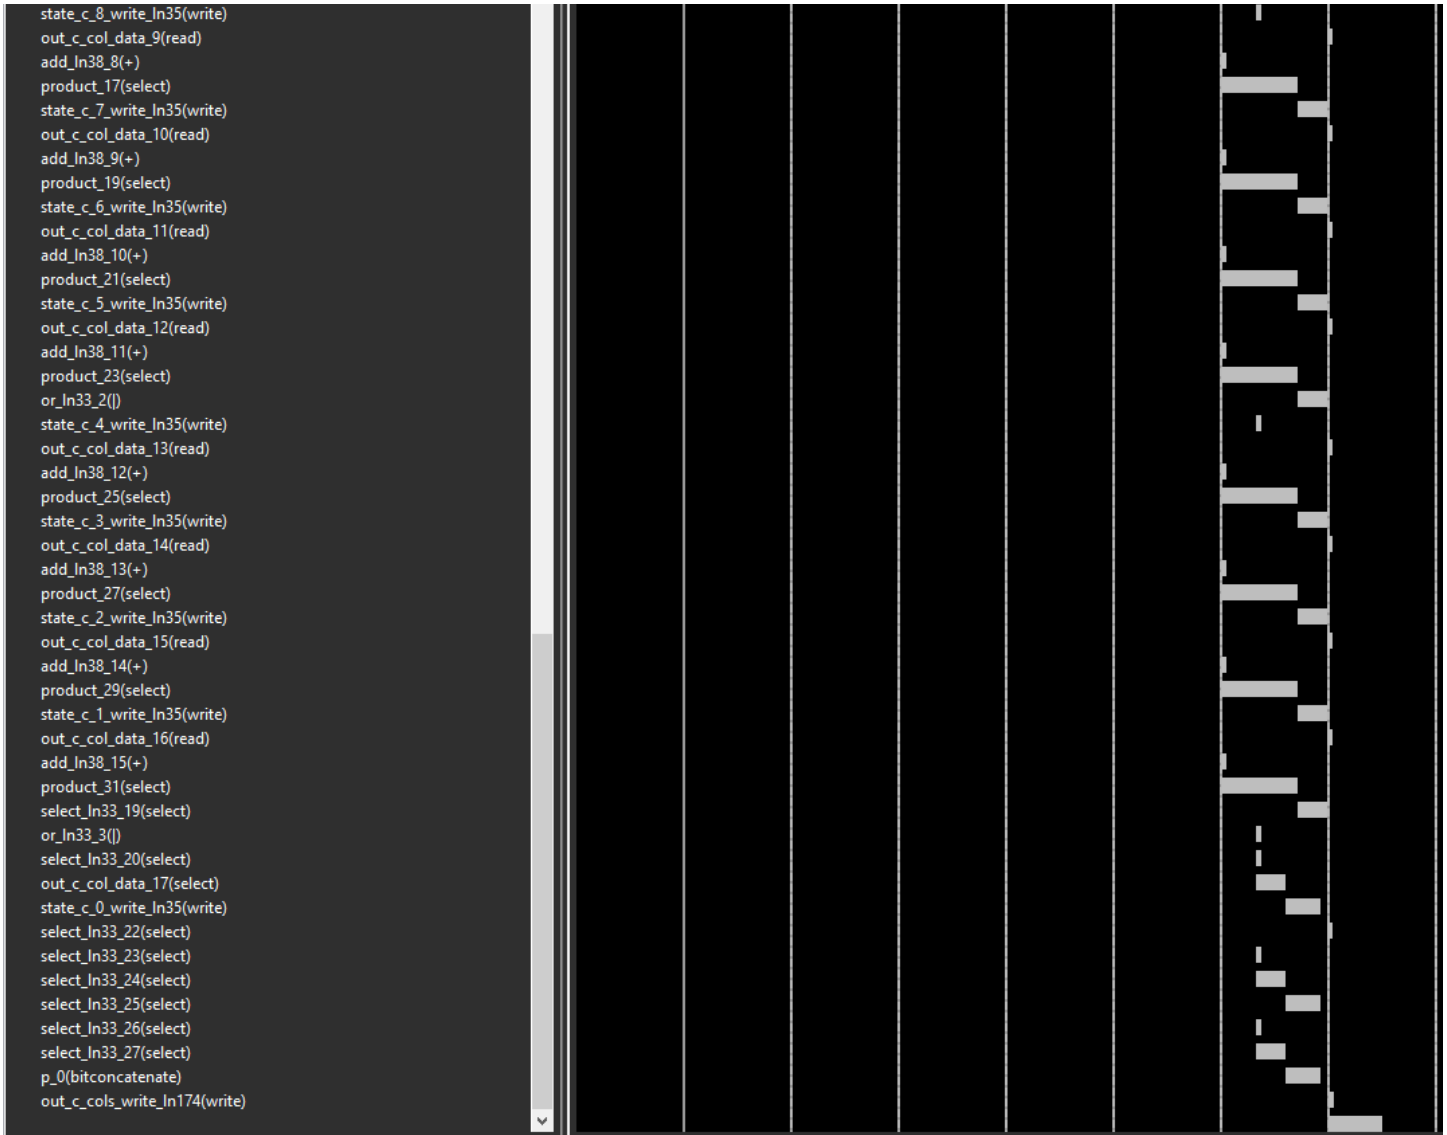 state_c_8_write_ln35(write)
out_c_col_data_9(read)
add_ln38_8(+)
product_17(select)
state_c_7_write_ln35(write)
out_c_col_data_10(read)
add_ln38_9(+)
product_19(select)
state_c_6_write_ln35(write)
out_c_col_data_11(read)
add_ln38_10(+)
product_21(select)
state_c_5_write_ln35(write)
out_c_col_data_12(read)
add_ln38_11(+)
product_23(select)
or_ln33_2(|)
state_c_4_write_ln35(write)
out_c_col_data_13(read)
add_ln38_12(+)
product_25(select)
state_c_3_write_ln35(write)
out_c_col_data_14(read)
add_ln38_13(+)
product_27(select)
state_c_2_write_ln35(write)
out_c_col_data_15(read)
add_ln38_14(+)
product_29(select)
state_c_1_write_ln35(write)
out_c_col_data_16(read)
add_ln38_15(+)
product_31(select)
select_ln33_19(select)
or_ln33_3(|)
select_ln33_20(select)
out_c_col_data_17(select)
state_c_0_write_ln35(write)
select_ln33_22(select)
select_ln33_23(select)
select_ln33_24(select)
select_ln33_25(select)
select_ln33_26(select)
select_ln33_27(select)
p_0(bitconcatenate)
out_c_cols_write_ln174(write)